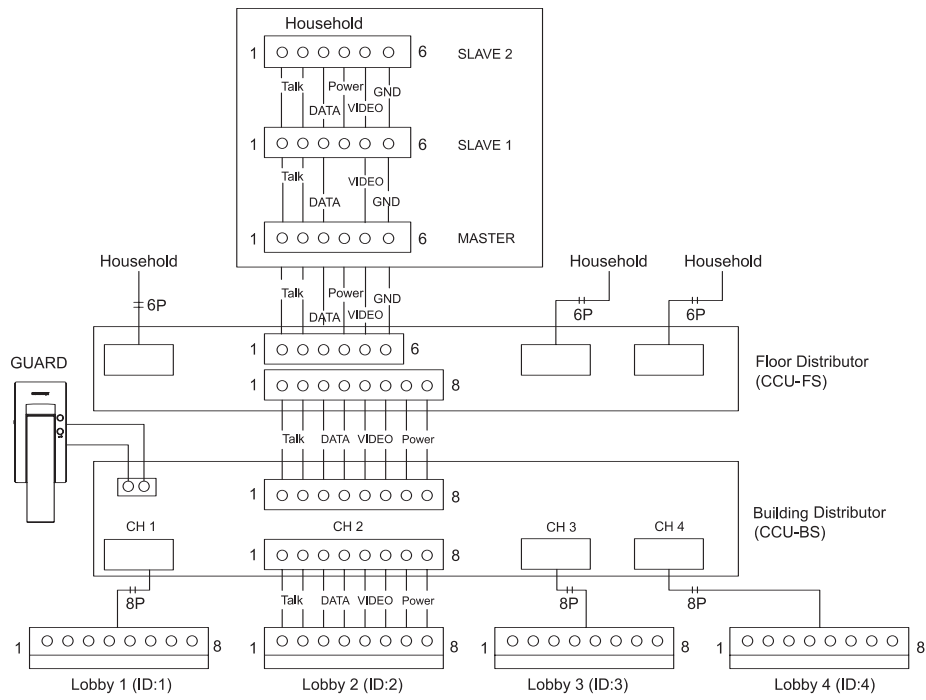 Household
1 6 SLAVE 2
Talk Power GND
DATA VIDEO
1 6 SLAVE 1
Talk VIDEO
DATA GND
1 6 MASTER
Household Household Household
6P Talk Power GND 6P 6P
DATA VIDEO
1 6
GUARD
Floor Distributor
(CCU-FS)
1 8
Talk DATA VIDEO Power
1 8
Building Distributor
(CCU-BS)
CH 1 CH 2 CH 3 CH 4
1 8
8P Talk DATA VIDEO Power 8P 8P
1 8 1 8 1 8 1 8
Lobby 1 (ID:1) Lobby 2 (ID:2) Lobby 3 (ID:3) Lobby 4 (ID:4)